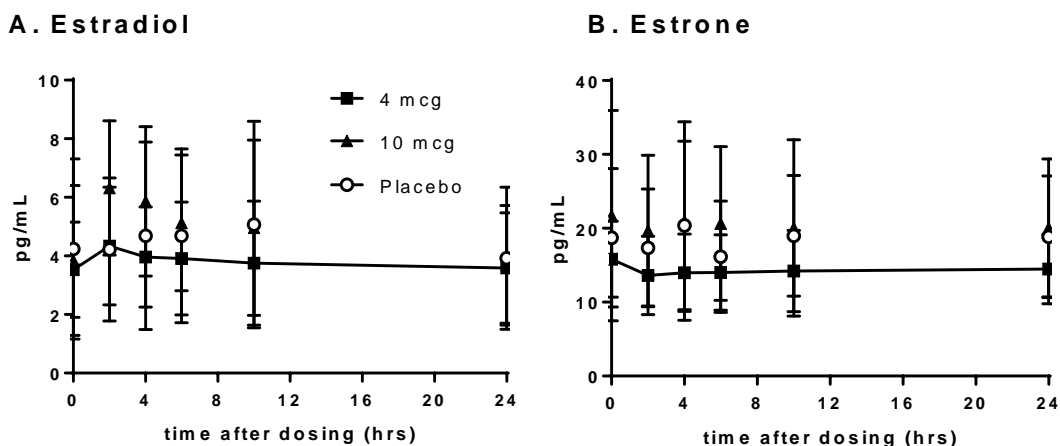 A. Estradiol
10
8
6
4
2
0
pg/mL
4 mcg
10 mcg
Placebo
0 4 8 12 16 20 24
time after dosing (hrs)
B. Estrone
40
30
20
10
0
pg/mL
0 4 8 12 16 20 24
time after dosing (hrs)